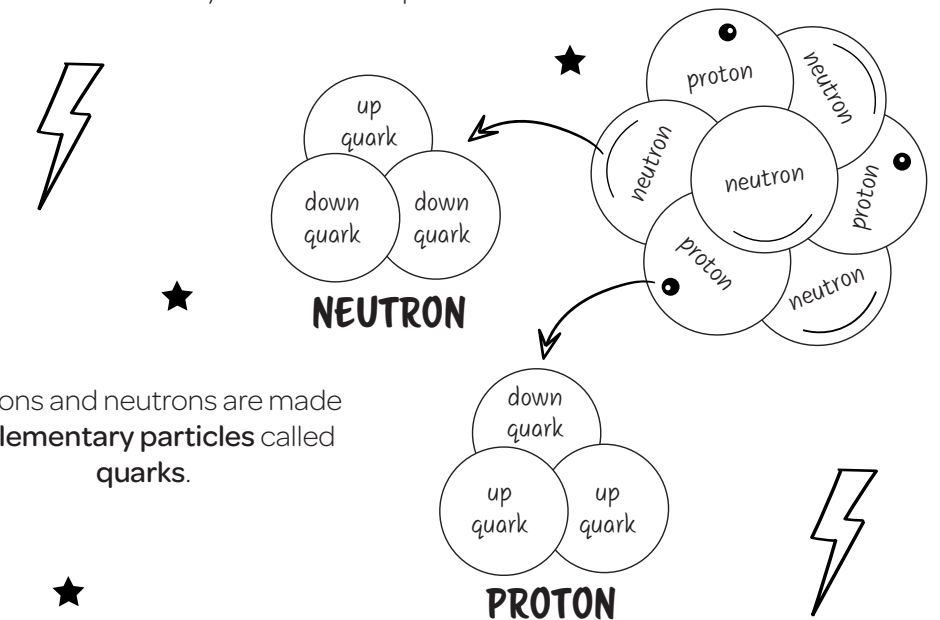 proton
neutron
neutron
neutron
proton
proton
neutron
up
quark
down
quark
down
quark
NEUTRON
ons and neutrons are made
lementary particles called
quarks.
down
quark
up
quark
up
quark
PROTON